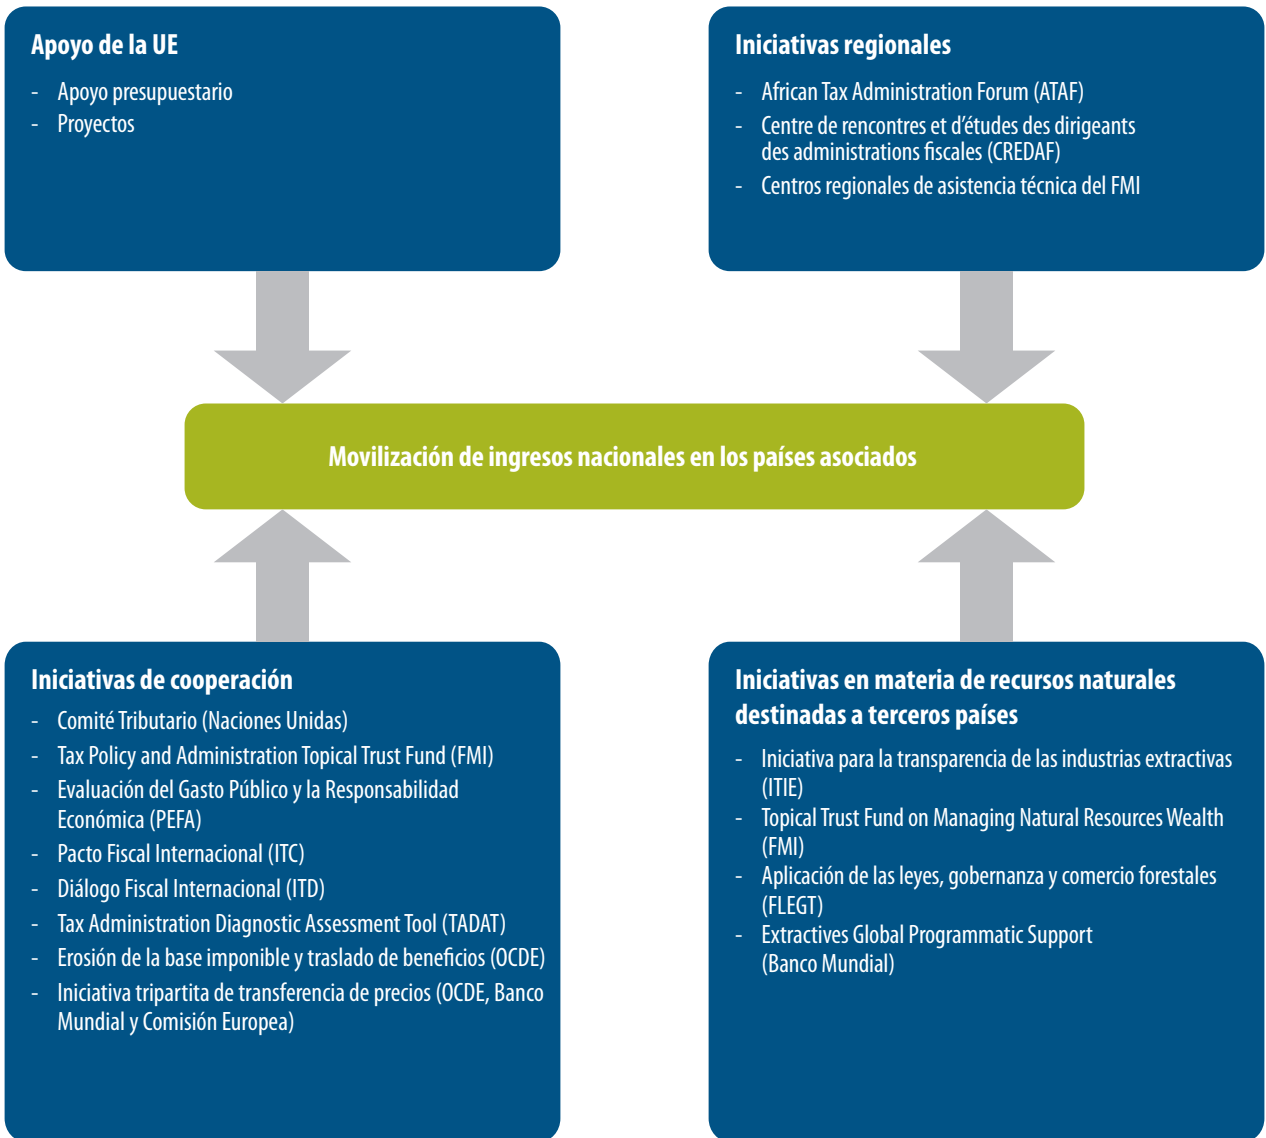 Apoyo de la UE
- Apoyo presupuestario
- Proyectos
Iniciativas regionales
- African Tax Administration Forum (ATAF)
- Centre de rencontres et d'études des dirigeants
des administrations fiscales (CREDAF)
- Centros regionales de asistencia técnica del FMI
Movilización de ingresos nacionales en los países asociados
Iniciativas de cooperación
- Comité Tributario (Naciones Unidas)
- Tax Policy and Administration Topical Trust Fund (FMI)
- Evaluación del Gasto Público y la Responsabilidad
Económica (PEFA)
- Pacto Fiscal Internacional (ITC)
- Diálogo Fiscal Internacional (ITD)
- Tax Administration Diagnostic Assessment Tool (TADAT)
- Erosión de la base imponible y traslado de beneficios (OCDE)
- Iniciativa tripartita de transferencia de precios (OCDE, Banco
Mundial y Comisión Europea)
Iniciativas en materia de recursos naturales
destinadas a terceros países
- Iniciativa para la transparencia de las industrias extractivas
(ITIE)
- Topical Trust Fund on Managing Natural Resources Wealth
(FMI)
- Aplicación de las leyes, gobernanza y comercio forestales
(FLEGT)
- Extractives Global Programmatic Support
(Banco Mundial)